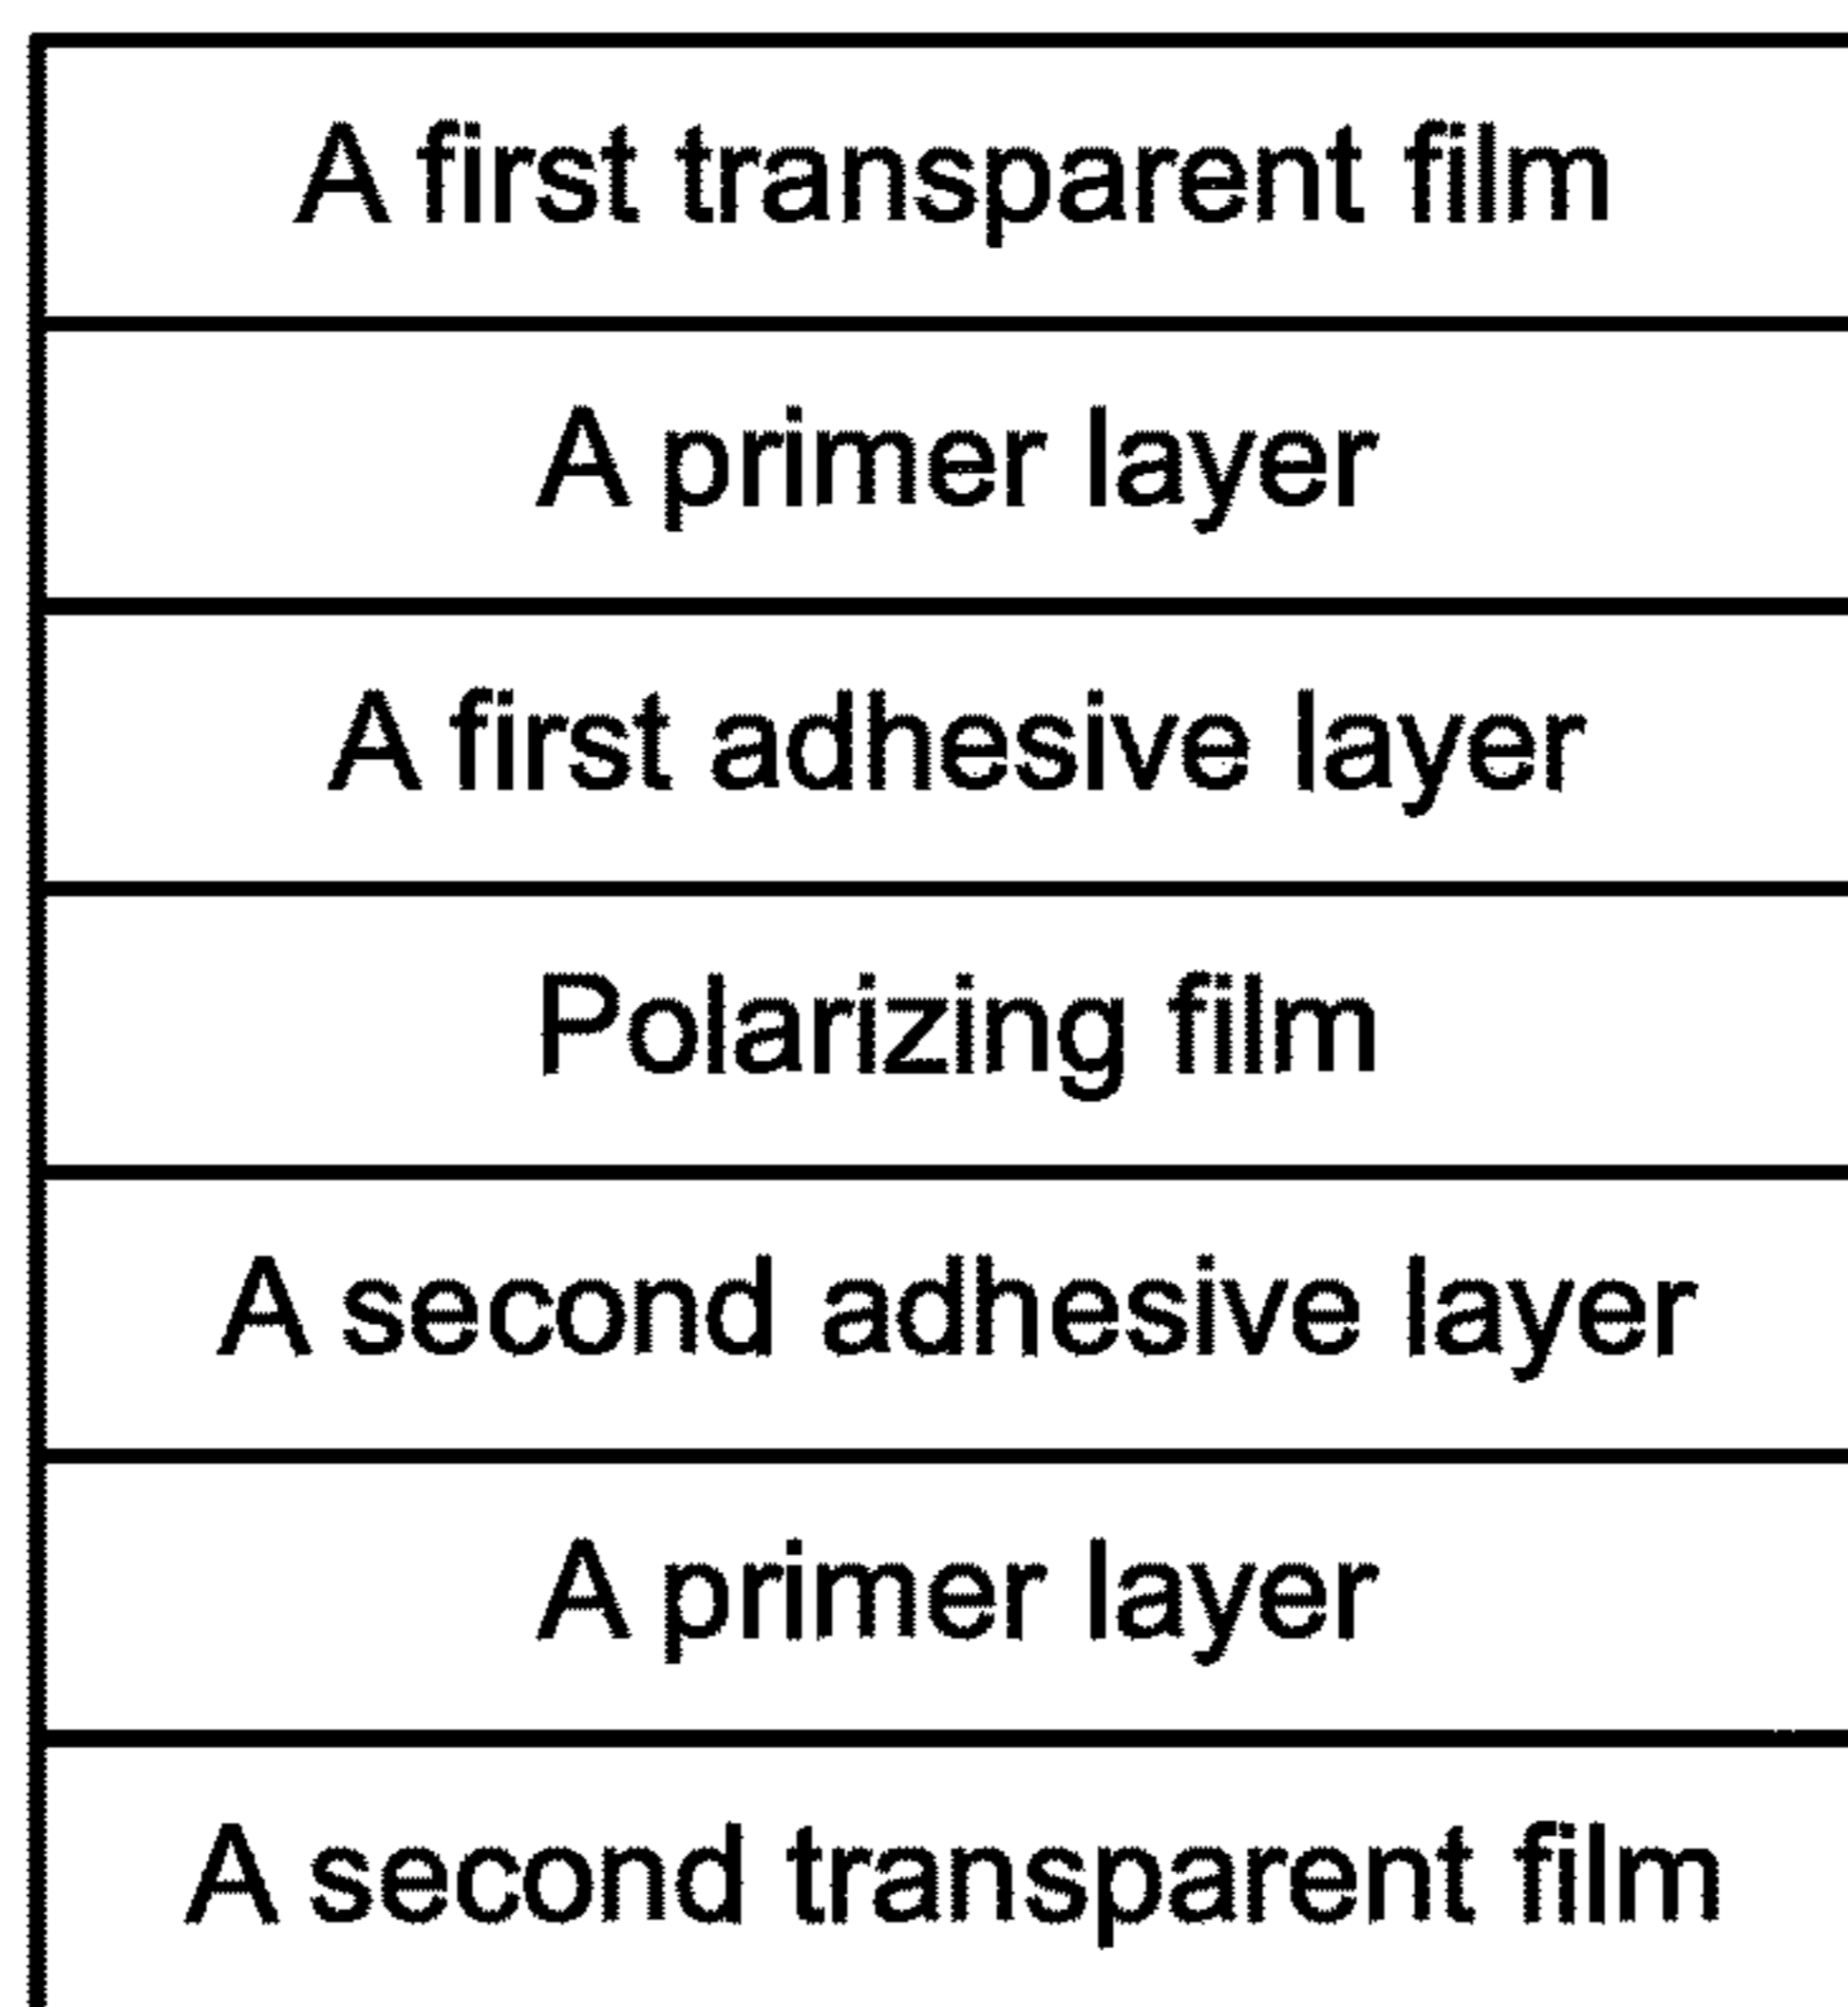 A first transparent film
A primer layer
A first adhesive layer
Polarizing film
A second adhesive layer
A primer layer
A second transparent film